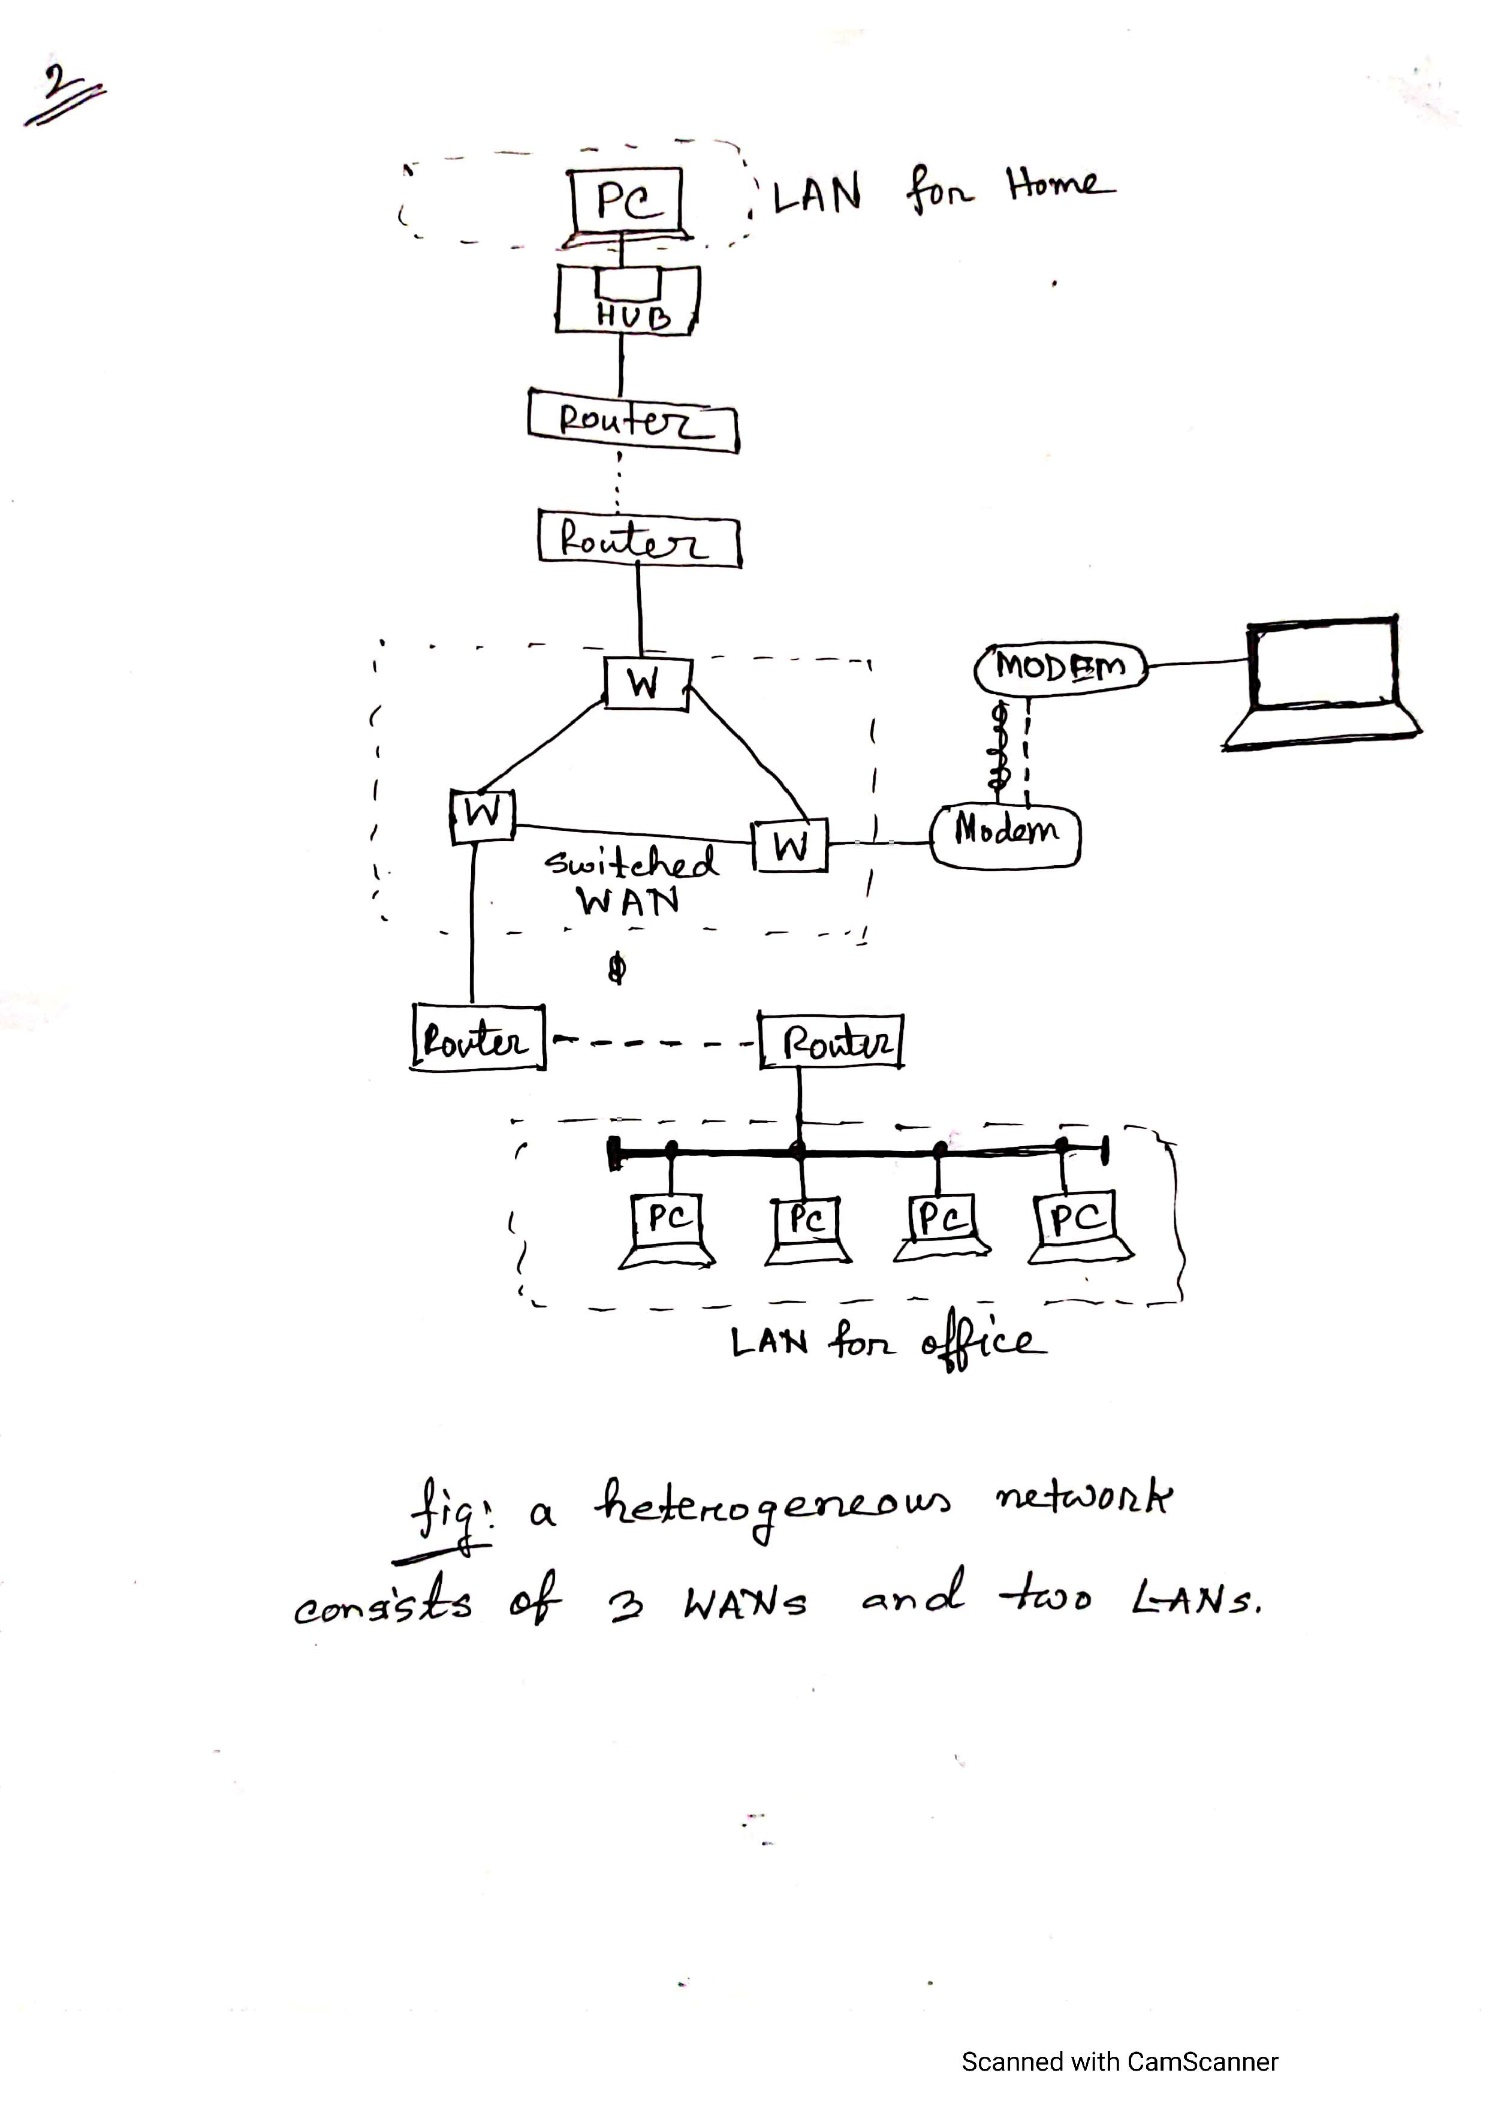 2
PC
LAN for Home
HUB
Router
Router
W
MODEM
W
W
Modem
switched
WAN
Router
Router
PC PC PC PC
LAN for office
fig: a heterogeneous network
consists of 3 WANs and two LANs.
Scanned with CamScanner